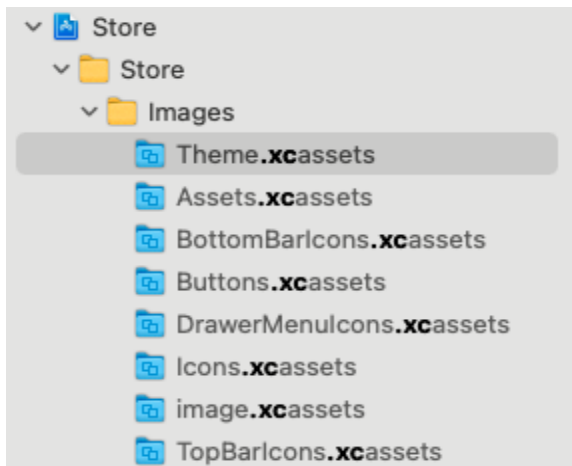 Store
Store
Images
Theme.xcassets
Assets.xcassets
BottomBarIcons.xcassets
Buttons.xcassets
DrawerMenuIcons.xcassets
Icons.xcassets
image.xcassets
TopBarIcons.xcassets